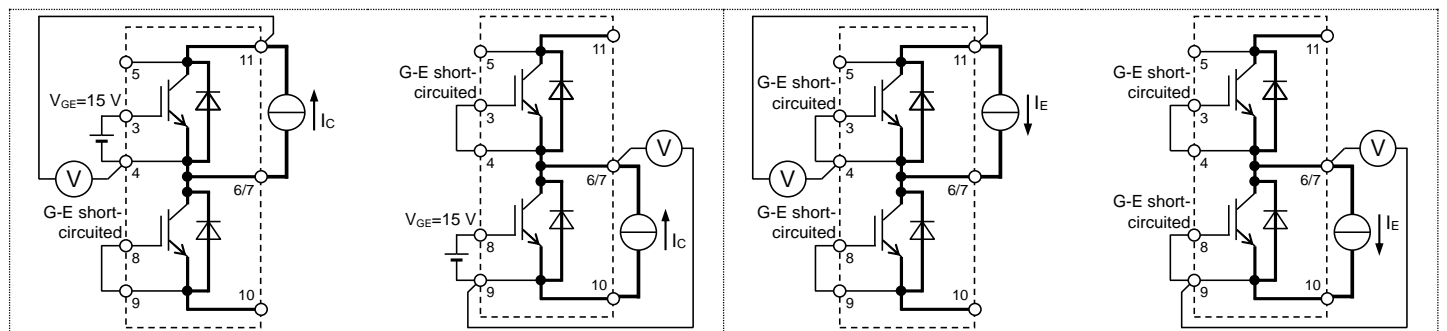 5
11
V_GE=15 V
3
I_C
4
V
6/7
G-E short-
circuited
8
9
10
5
11
G-E short-
circuited
3
4
V
6/7
V_GE=15 V
8
I_C
9
10
5
11
G-E short-
circuited
3
I_E
4
V
6/7
G-E short-
circuited
8
9
10
5
11
G-E short-
circuited
3
4
V
6/7
G-E short-
circuited
8
I_E
9
10